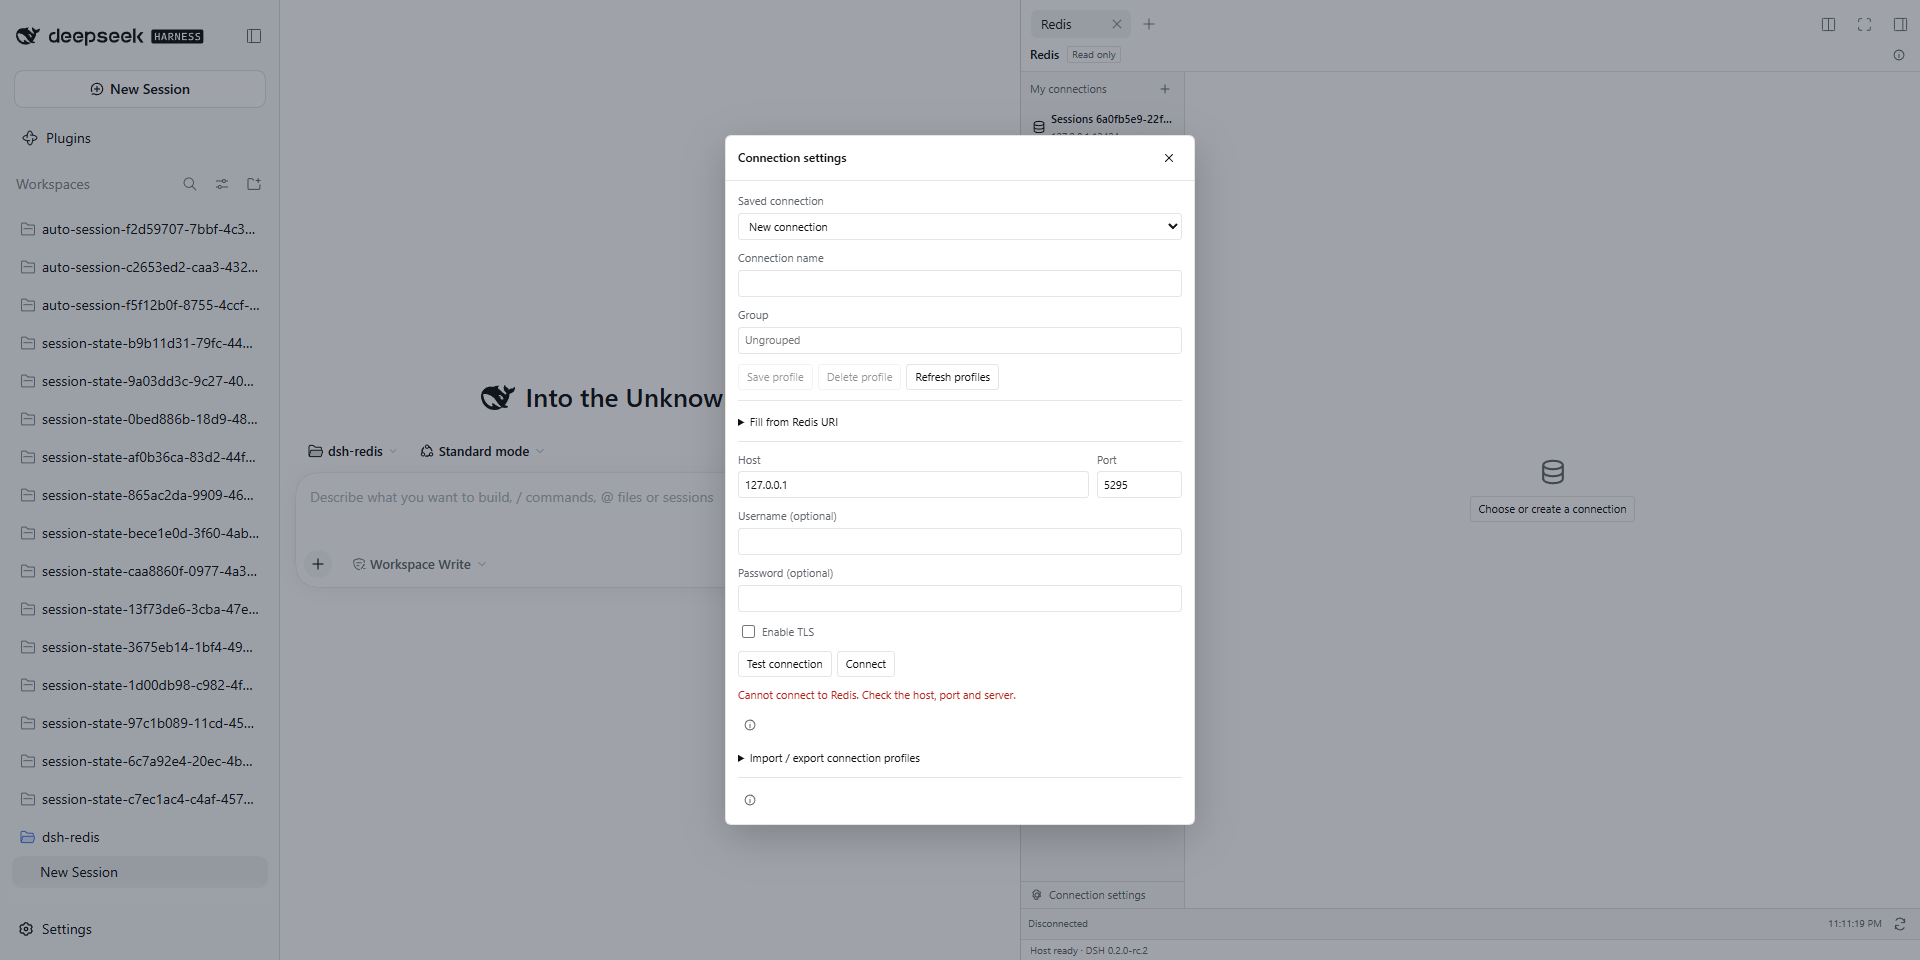 deepseek HARNESS
New Session
Plugins
Workspaces
auto-session-f2d59707-7bbf-4c3...
auto-session-c2653ed2-caa3-432...
auto-session-f5f12b0f-8755-4ccf-...
session-state-b9b11d31-79fc-44...
session-state-9a03dd3c-9c27-40...
session-state-0bed886b-18d9-48...
session-state-af0b36ca-83d2-44f...
session-state-865ac2da-9909-46...
session-state-bece1e0d-3f60-4ab...
session-state-caa8860f-0977-4a3...
session-state-13f73de6-3cba-47e...
session-state-3675eb14-1bf4-49...
session-state-1d00db98-c982-4f...
session-state-97c1b089-11cd-45...
session-state-6c7a92e4-20ec-4b...
session-state-c7ec1ac4-c4af-457...
dsh-redis
New Session
Settings
Into the Unknow
dsh-redis Standard mode
Describe what you want to build, / commands, @ files or sessions
Workspace Write
Connection settings
Saved connection
New connection
Connection name
Group
Ungrouped
Save profile Delete profile Refresh profiles
Fill from Redis URI
Host Port
127.0.0.1 5295
Username (optional)
Password (optional)
Enable TLS
Test connection Connect
Cannot connect to Redis. Check the host, port and server.
Import / export connection profiles
Redis
Redis Read only
My connections
Sessions 6a0fb5e9-22f...
Choose or create a connection
Connection settings
Disconnected 11:11:19 PM
Host ready · DSH 0.2.0-rc.2